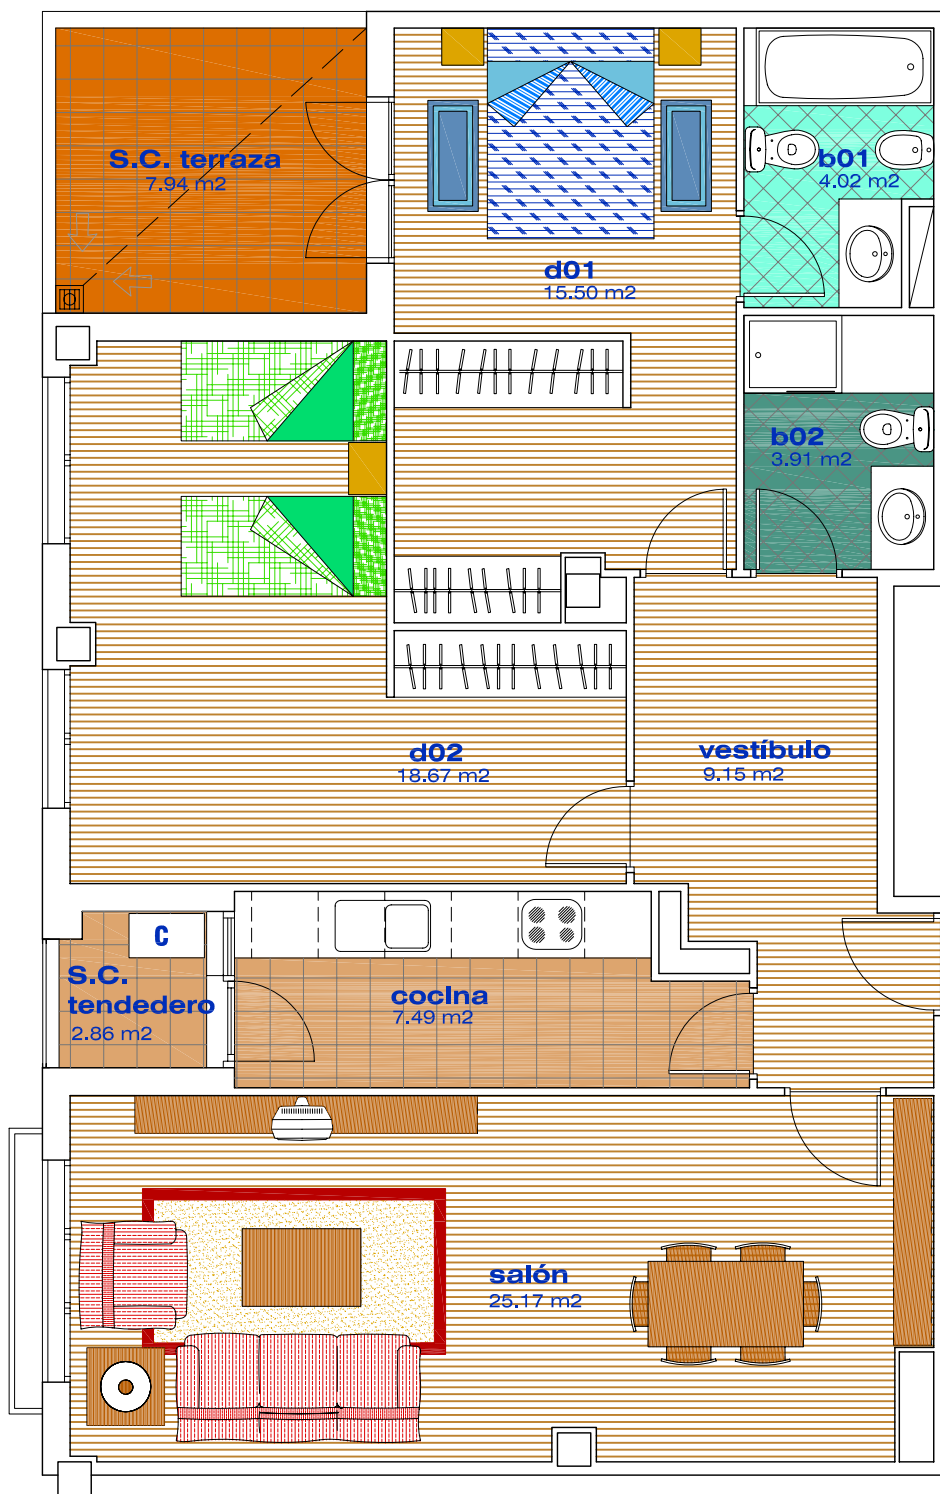 S.C. terraza
7.94 m2
b01
4.02 m2
d01
15.50 m2
b02
3.91 m2
d02
18.67 m2
vestíbulo
9.15 m2
C
S.C.
tendedero
2.86 m2
cocIna
7.49 m2
salón
25.17 m2